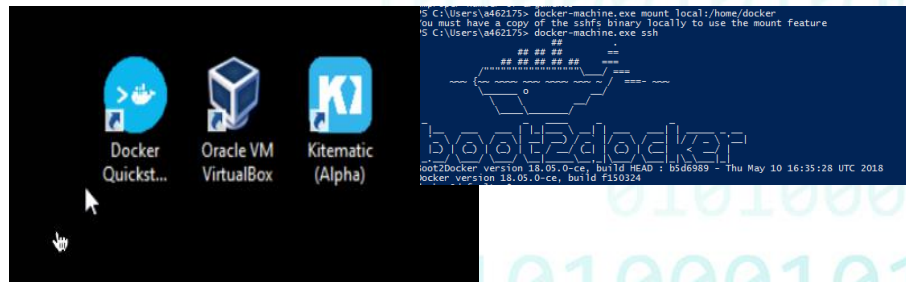 Docker
Quickst...
Oracle VM
VirtualBox
Kitematic
(Alpha)
PS C:\Users\a462175> docker-machine.exe mount local:/home/docker
You must have a copy of the sshfs binary locally to use the mount feature
PS C:\Users\a462175> docker-machine.exe ssh
boot2docker
Boot2Docker version 18.05.0-ce, build HEAD : b5d6989 - Thu May 10 16:35:28 UTC 2018
Docker version 18.05.0-ce, build f150324
0101000
01000101